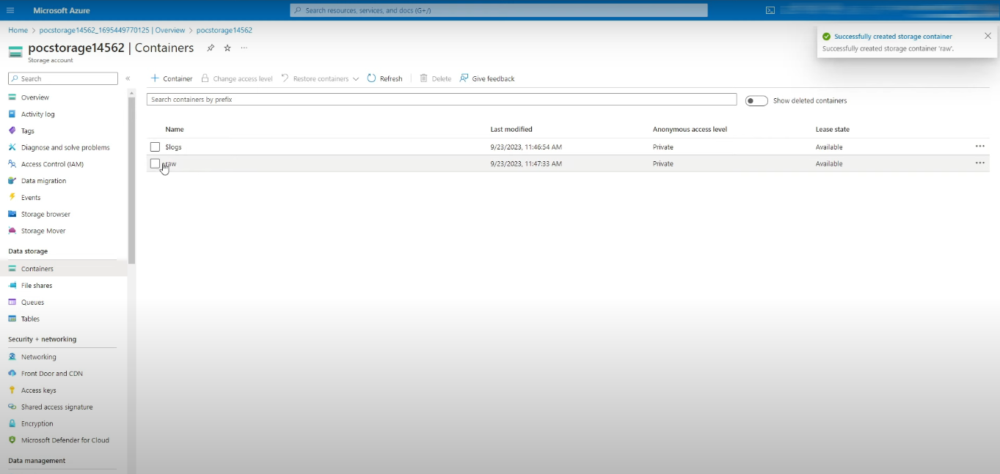 Microsoft Azure
Search resources, services, and docs (G+/)
Home > pocstorage14562_1695449770125 | Overview > pocstorage14562
pocstorage14562 | Containers
Storage account
Successfully created storage container
Successfully created storage container 'raw'.
Search
Container
Change access level
Restore containers
Refresh
Delete
Give feedback
Search containers by prefix
Show deleted containers
Overview
Activity log
Tags
Diagnose and solve problems
Access Control (IAM)
Data migration
Events
Storage browser
Storage Mover
Data storage
Containers
File shares
Queues
Tables
Security + networking
Networking
Front Door and CDN
Access keys
Shared access signature
Encryption
Microsoft Defender for Cloud
Data management
Name Last modified Anonymous access level Lease state
$logs 9/23/2023, 11:46:54 AM Private Available
raw 9/23/2023, 11:47:33 AM Private Available